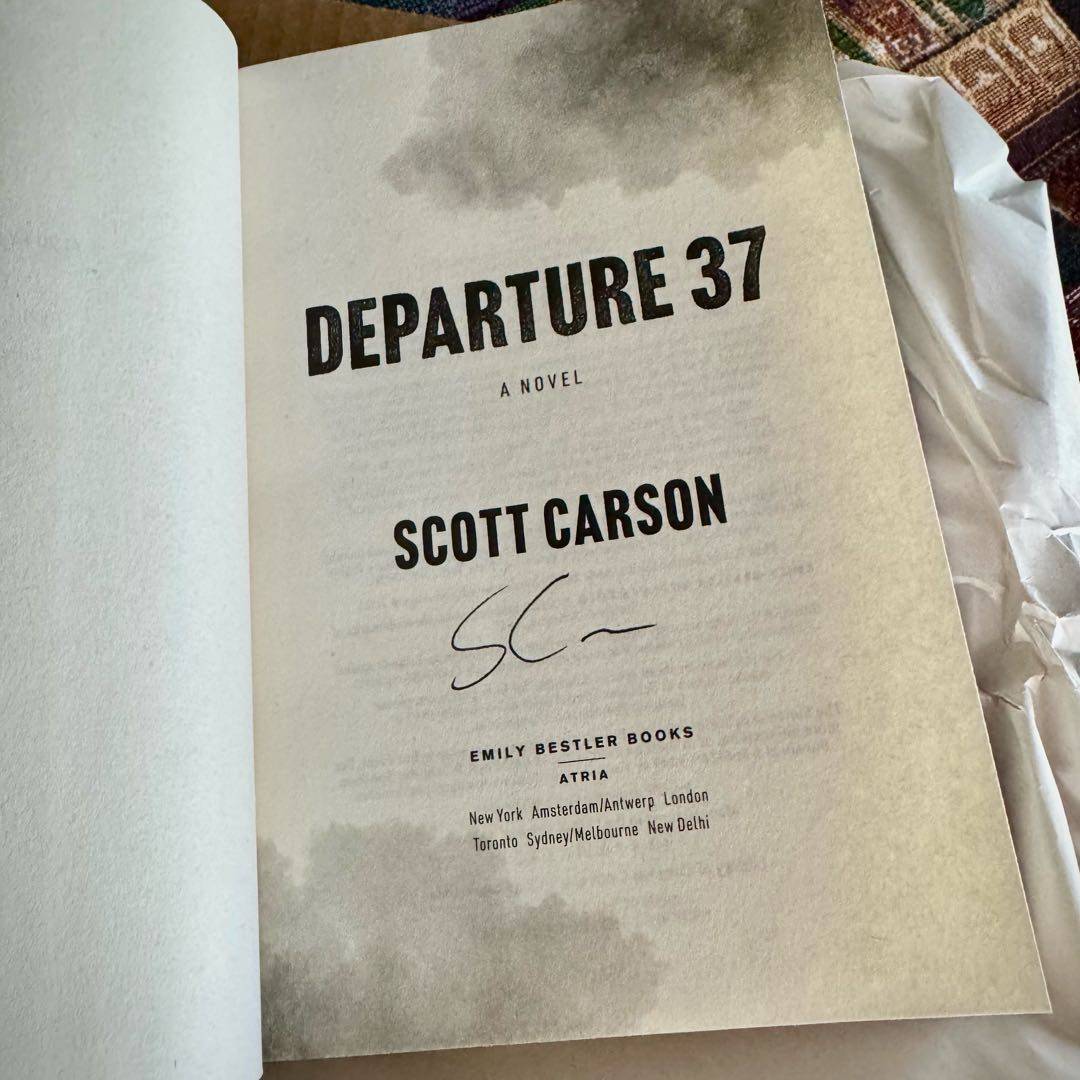 DEPARTURE 37
A NOVEL
SCOTT CARSON
SC
EMILY BESTLER BOOKS
ATRIA
New York Amsterdam/Antwerp London
Toronto Sydney/Melbourne New Delhi